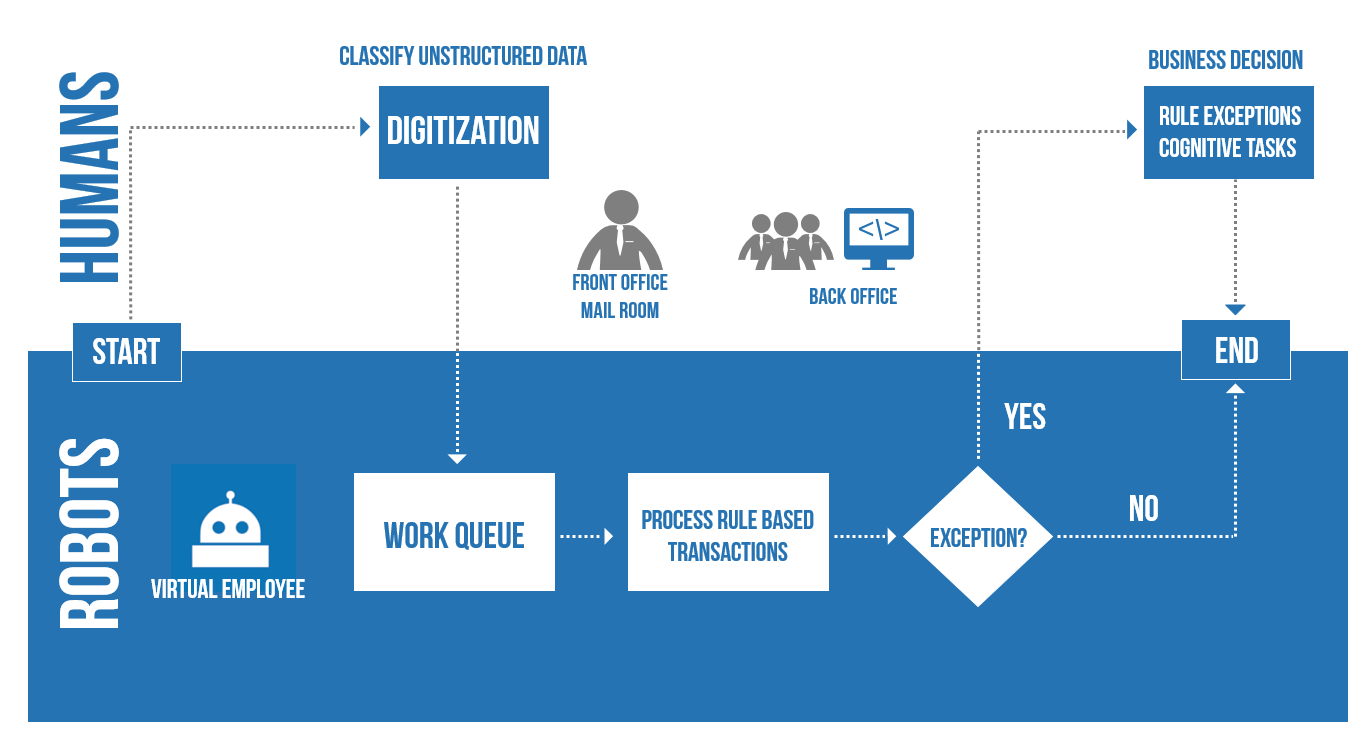 HUMANS
CLASSIFY UNSTRUCTURED DATA
DIGITIZATION
BUSINESS DECISION
RULE EXCEPTIONS
COGNITIVE TASKS
<\>
FRONT OFFICE
MAIL ROOM
BACK OFFICE
START
END
ROBOTS
VIRTUAL EMPLOYEE
WORK QUEUE
PROCESS RULE BASED
TRANSACTIONS
EXCEPTION?
YES
NO